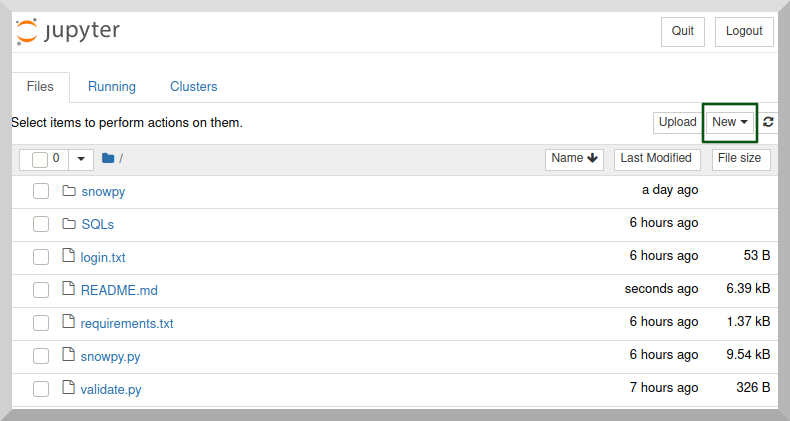 jupyter Quit Logout
Files Running Clusters
Select items to perform actions on them. Upload New
0 / Name Last Modified File size
snowpy a day ago
SQLs 6 hours ago
login.txt 6 hours ago 53 B
README.md seconds ago 6.39 kB
requirements.txt 6 hours ago 1.37 kB
snowpy.py 6 hours ago 9.54 kB
validate.py 7 hours ago 326 B